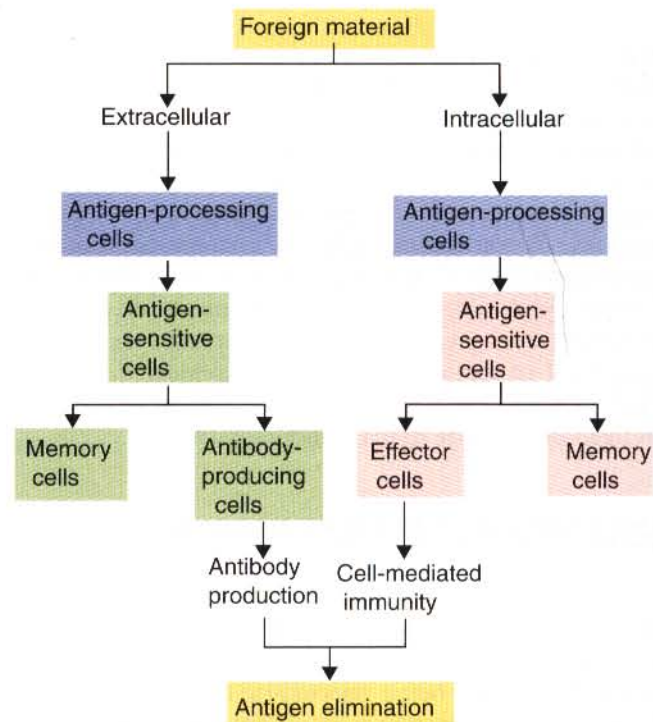 Foreign material
Extracellular
Intracellular
Antigen-processing
cells
Antigen-processing
cells
Antigen-
sensitive
cells
Antigen-
sensitive
cells
Memory
cells
Antibody-
producing
cells
Effector
cells
Memory
cells
Antibody
production
Cell-mediated
immunity
Antigen elimination